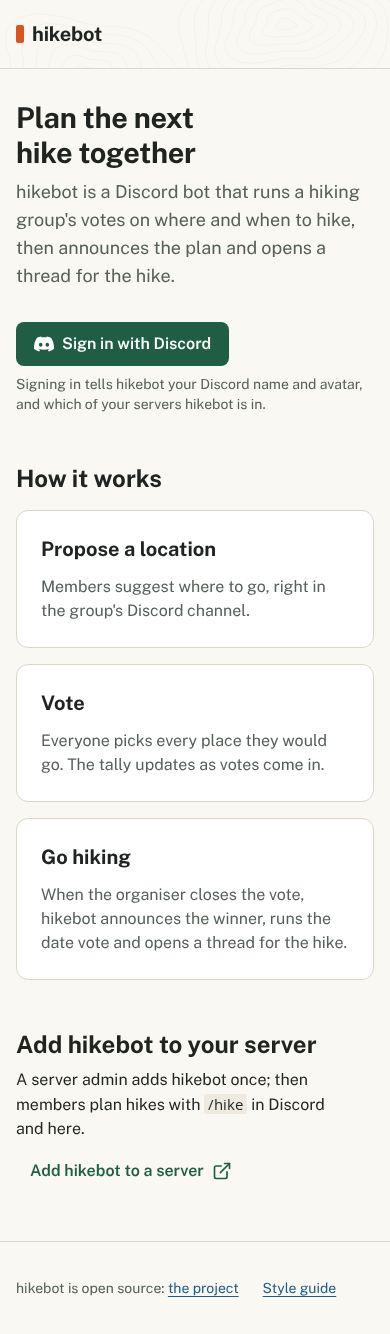 hikebot
Plan the next
hike together
hikebot is a Discord bot that runs a hiking
group's votes on where and when to hike,
then announces the plan and opens a
thread for the hike.
Sign in with Discord
Signing in tells hikebot your Discord name and avatar,
and which of your servers hikebot is in.
How it works
Propose a location
Members suggest where to go, right in
the group's Discord channel.
Vote
Everyone picks every place they would
go. The tally updates as votes come in.
Go hiking
When the organiser closes the vote,
hikebot announces the winner, runs the
date vote and opens a thread for the hike.
Add hikebot to your server
A server admin adds hikebot once; then
members plan hikes with /hike in Discord
and here.
Add hikebot to a server
hikebot is open source: the project Style guide